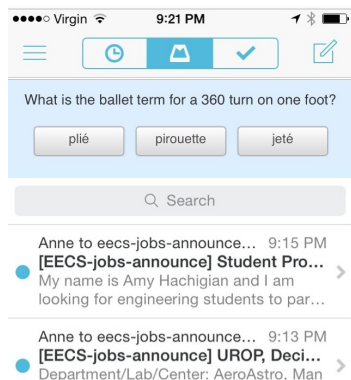 Virgin 9:21 PM
What is the ballet term for a 360 turn on one foot?
plié pirouette jeté
Search
Anne to eecs-jobs-announce... 9:15 PM
[EECS-jobs-announce] Student Pro...
My name is Amy Hachigian and I am
looking for engineering students to par...
Anne to eecs-jobs-announce... 9:13 PM
[EECS-jobs-announce] UROP, Deci...
Department/Lab/Center: AeroAstro, Man